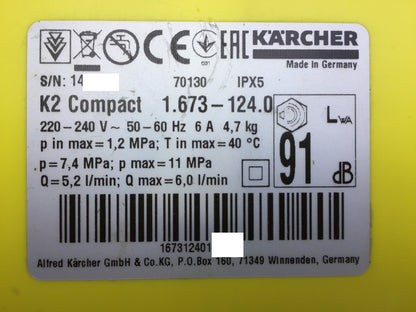 CE EAC KÄRCHER
Made in Germany
S/N: 14 70130 IPX5
K2 Compact 1.673-124.0
220-240 V ~ 50-60 Hz 6 A 4,7 kg
p in max = 1,2 MPa; T in max= 40 °C
p=7,4 MPa; p max=11 MPa
Q=5,2 l/min; Q max=6,0 l/min;
LWA
91 dB
167312401
Alfred Kärcher GmbH & Co.KG, P.O.Box 160, 71349 Winnenden, Germany